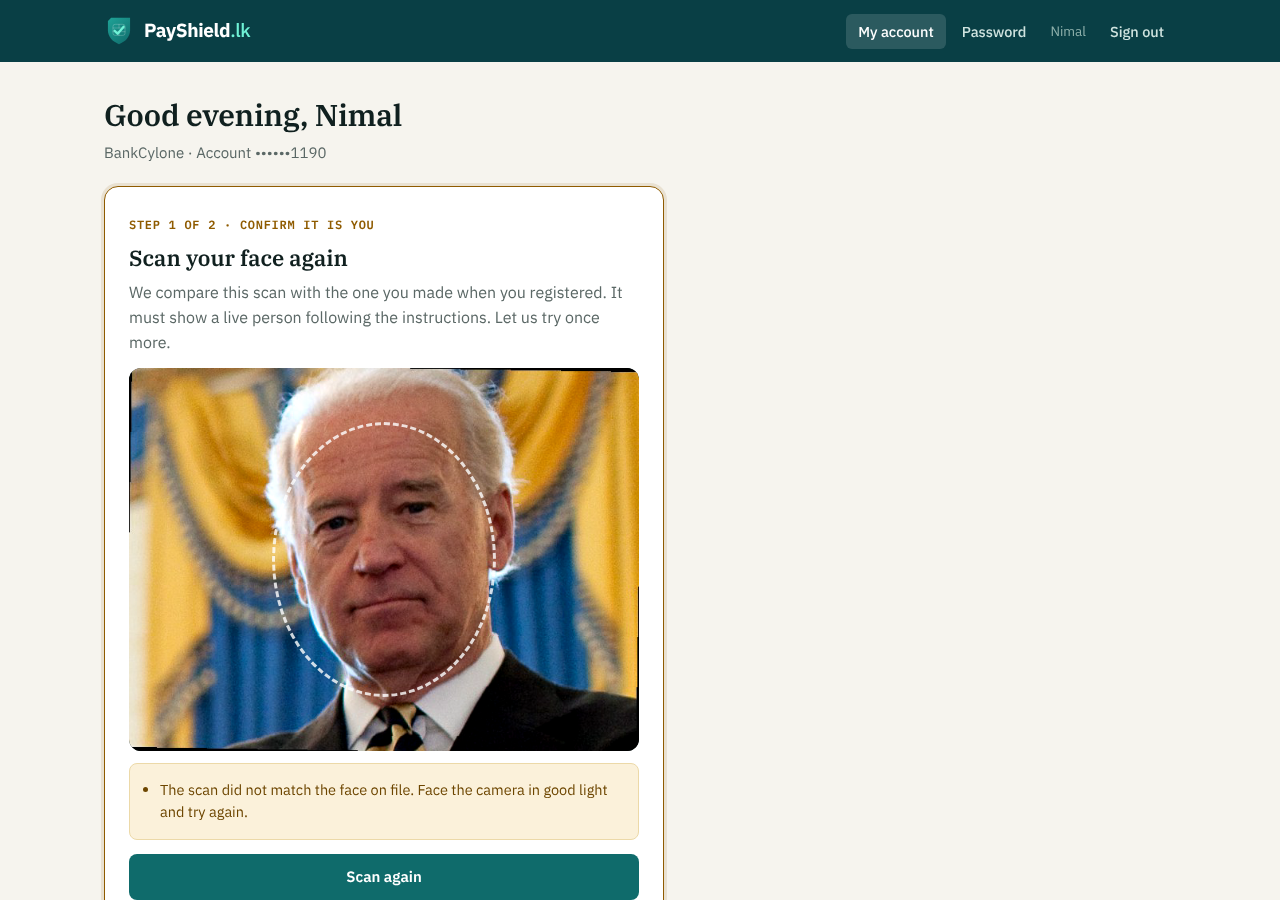 PayShield.lk
My account
Password
Nimal
Sign out
Good evening, Nimal
BankCylone · Account ••••••1190
STEP 1 OF 2 · CONFIRM IT IS YOU
Scan your face again
We compare this scan with the one you made when you registered. It
must show a live person following the instructions. Let us try once
more.
The scan did not match the face on file. Face the camera in good light
and try again.
Scan again